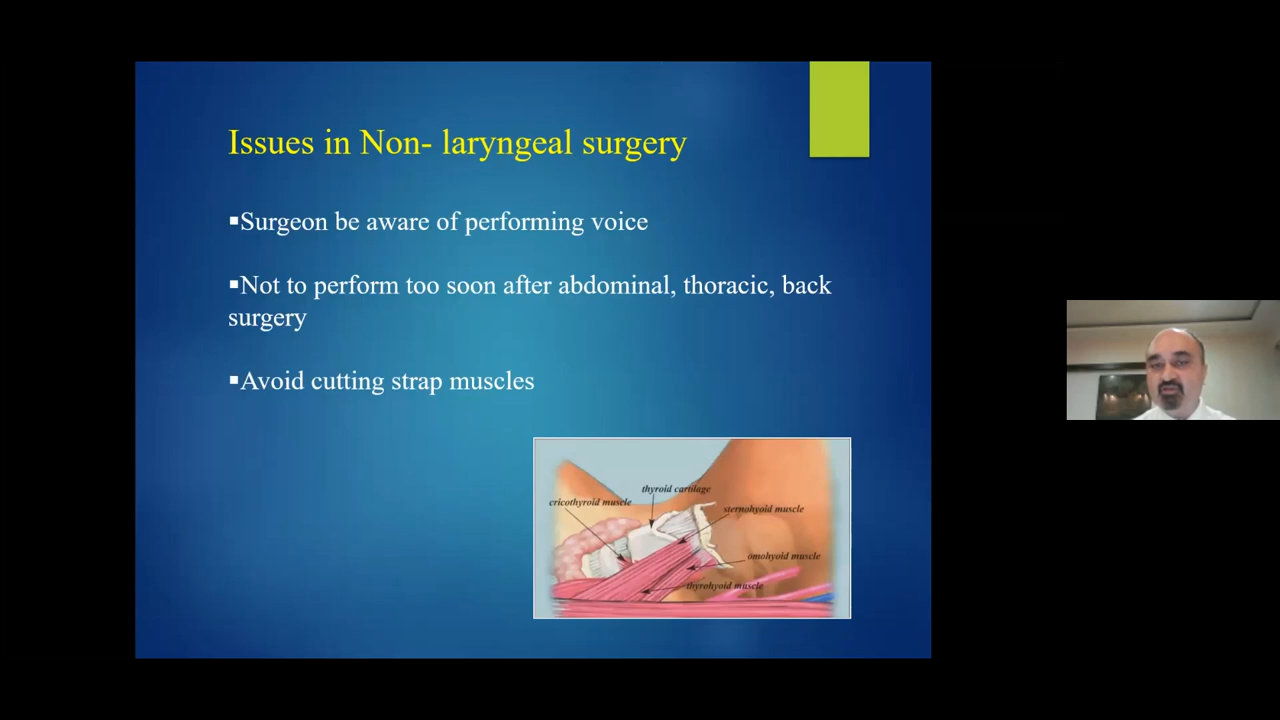 Issues in Non- laryngeal surgery
▪Surgeon be aware of performing voice
▪Not to perform too soon after abdominal, thoracic, back
surgery
▪Avoid cutting strap muscles
thyroid cartilage
cricothyroid muscle
sternohyoid muscle
omohyoid muscle
thyrohyoid muscle